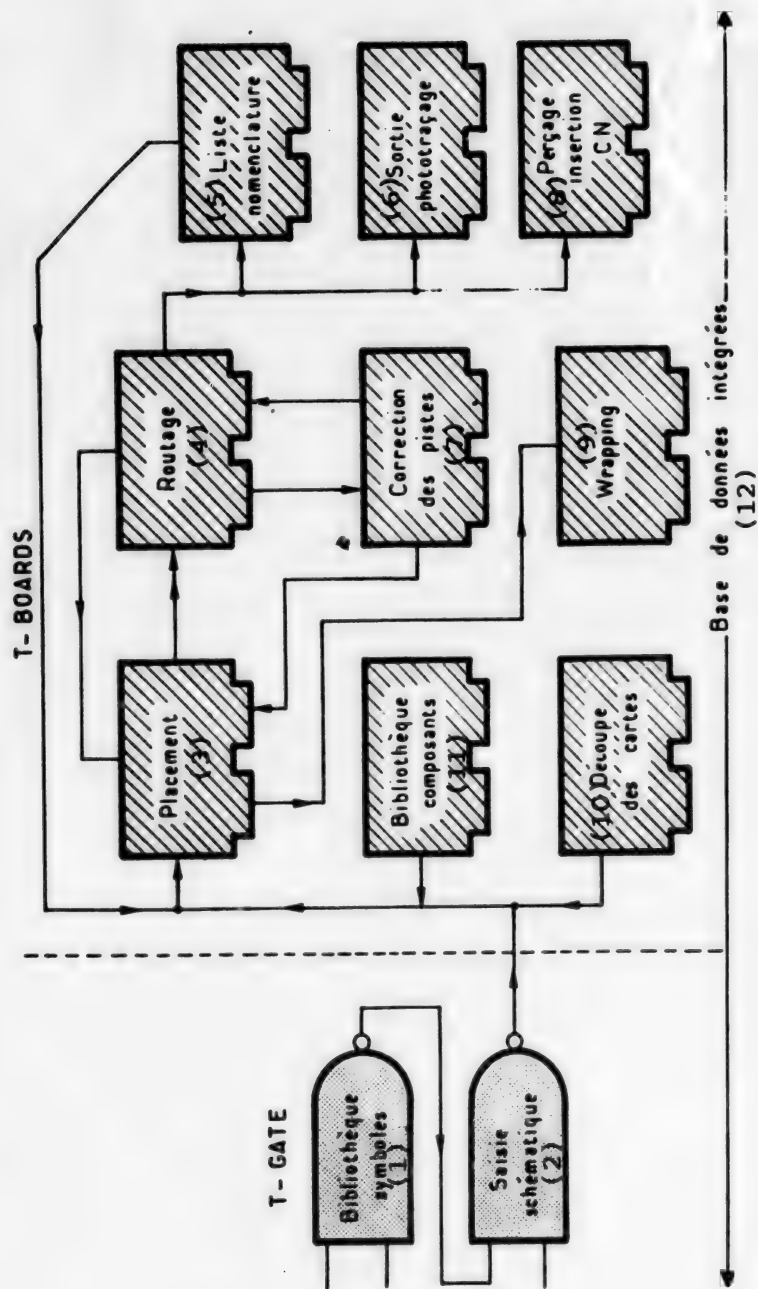 T-GATE
Bibliothèque
symboles
(1)
Saisie
schématique
(2)
T-BOARDS
Placement
(3)
Routage
(4)
(5) Liste
nomenclature
Bibliothèque
composants
(11)
Correction
des pistes
(7)
(6) Sortie
phototraçage
(10) Découpe
des cartes
(9)
Wrapping
(8) Perçage
insertion
CN
Base de données intégrées
(12)